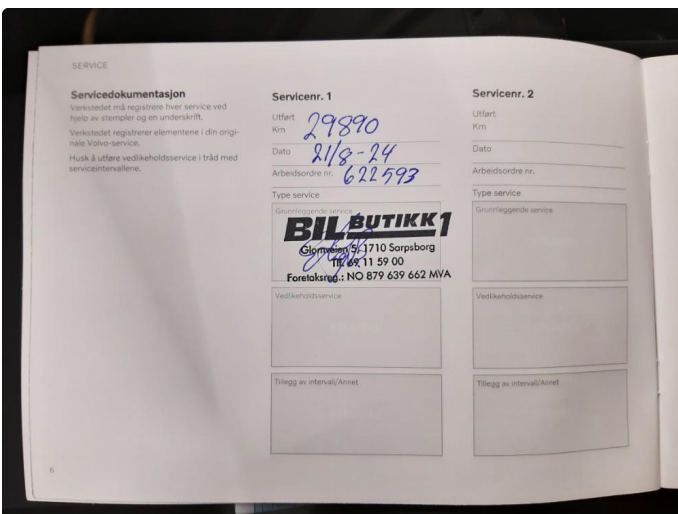 SERVICE
Servicedokumentasjon
Verkstedet må registrere hver service ved
hjelp av stempler og en underskrift.
Verkstedet registrerer elementene i din origi-
nale Volvo-service.
Husk å utføre vedlikeholdsservice i tråd med
serviceintervallene.
Servicenr. 1
Utført
Km 29890
Dato 21/8-24
Arbeidsordre nr. 622593
Type service
Grunnleggende service
BILBUTIKK1
Glomveien 5, 1710 Sarpsborg
Tlf. 69 11 59 00
Foretaksreg.: NO 879 639 662 MVA
Vedlikeholdsservice
Tillegg av intervall/Annet
Servicenr. 2
Utført
Km
Dato
Arbeidsordre nr.
Type service
Grunnleggende service
Vedlikeholdsservice
Tillegg av intervall/Annet
6